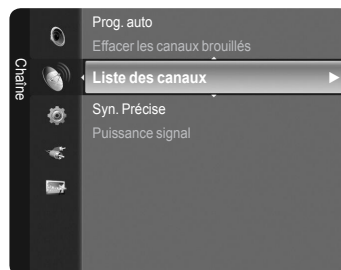 Chaîne
Prog. auto
Effacer les canaux brouillés
Liste des canaux
Syn. Précise
Puissance signal